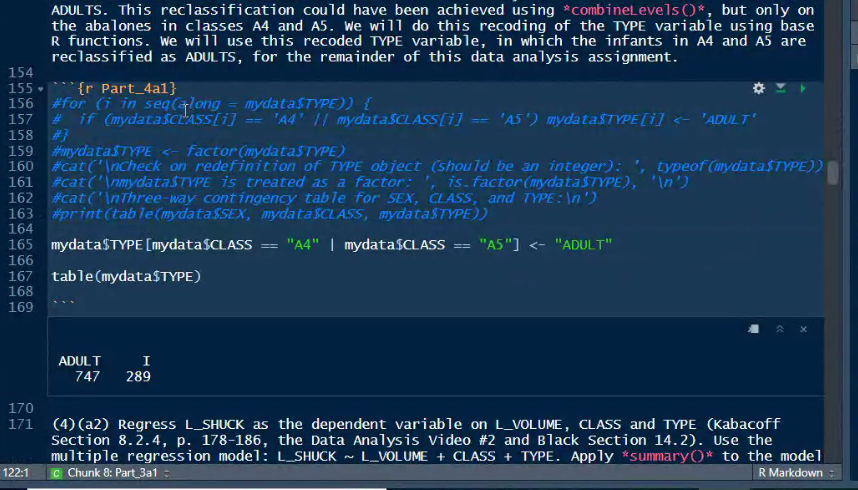 ADULTS. This reclassification could have been achieved using *combineLevels()*, but only on
the abalones in classes A4 and A5. We will do this recoding of the TYPE variable using base
R functions. We will use this recoded TYPE variable, in which the infants in A4 and A5 are
reclassified as ADULTS, for the remainder of this data analysis assignment.
154
155 ```{r Part_4a1}
156 #for (i in seq(along = mydata$TYPE)) {
157 #  if (mydata$CLASS[i] == 'A4' || mydata$CLASS[i] == 'A5') mydata$TYPE[i] <- 'ADULT'
158 #}
159 #mydata$TYPE <- factor(mydata$TYPE)
160 #cat('\nCheck on redefinition of TYPE object (should be an integer): ', typeof(mydata$TYPE))
161 #cat('\nmydata$TYPE is treated as a factor: ', is.factor(mydata$TYPE), '\n')
162 #cat('\nThree-way contingency table for SEX, CLASS, and TYPE:\n')
163 #print(table(mydata$SEX, mydata$CLASS, mydata$TYPE))
164
165 mydata$TYPE[mydata$CLASS == "A4" | mydata$CLASS == "A5"] <- "ADULT"
166
167 table(mydata$TYPE)
168
169 ```
ADULT I
747 289
170
171 (4)(a2) Regress L_SHUCK as the dependent variable on L_VOLUME, CLASS and TYPE (Kabacoff
Section 8.2.4, p. 178-186, the Data Analysis Video #2 and Black Section 14.2). Use the
multiple regression model: L_SHUCK ~ L_VOLUME + CLASS + TYPE. Apply *summary()* to the model
122:1 C Chunk 8: Part_3a1 R Markdown